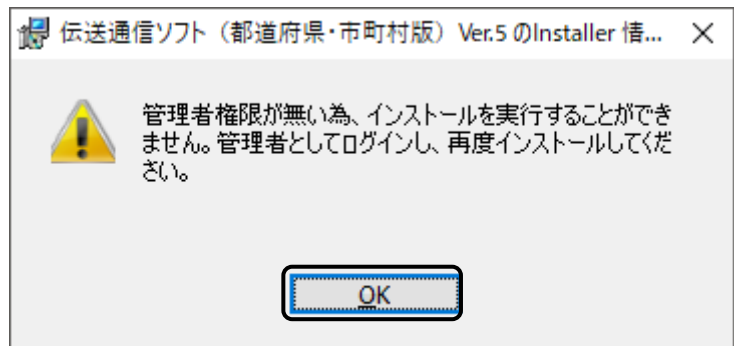 伝送通信ソフト（都道府県・市町村版） Ver.5 のInstaller 情...
管理者権限が無い為、インストールを実行することができ
ません。管理者としてログインし、再度インストールしてくだ
さい。
OK